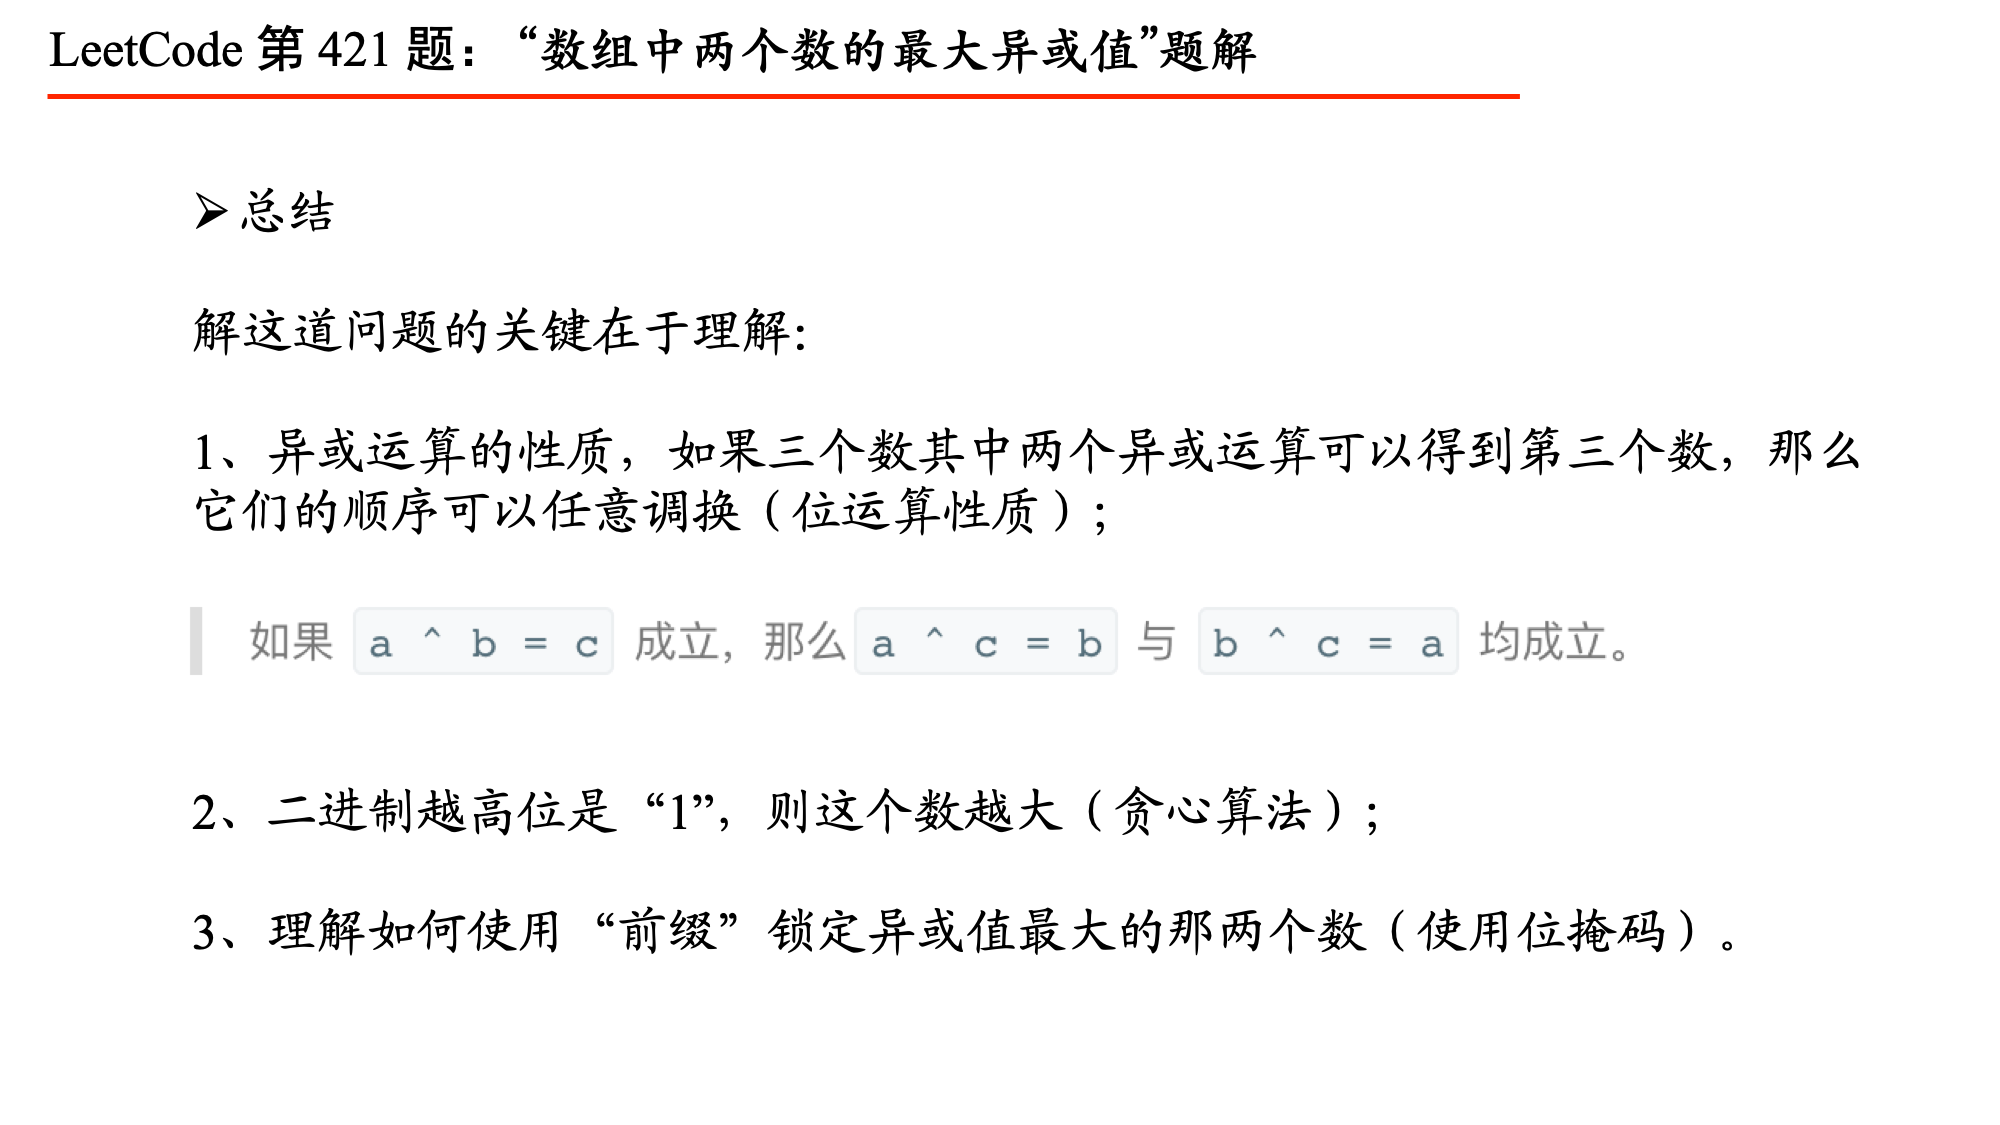 LeetCode 第 421 题：“数组中两个数的最大异或值”题解
➢总结
解这道问题的关键在于理解：
1、异或运算的性质，如果三个数其中两个异或运算可以得到第三个数，那么
它们的顺序可以任意调换（位运算性质）；
如果 a ^ b = c 成立，那么 a ^ c = b 与 b ^ c = a 均成立。
2、二进制越高位是“1”，则这个数越大（贪心算法）；
3、理解如何使用“前缀”锁定异或值最大的那两个数（使用位掩码）。